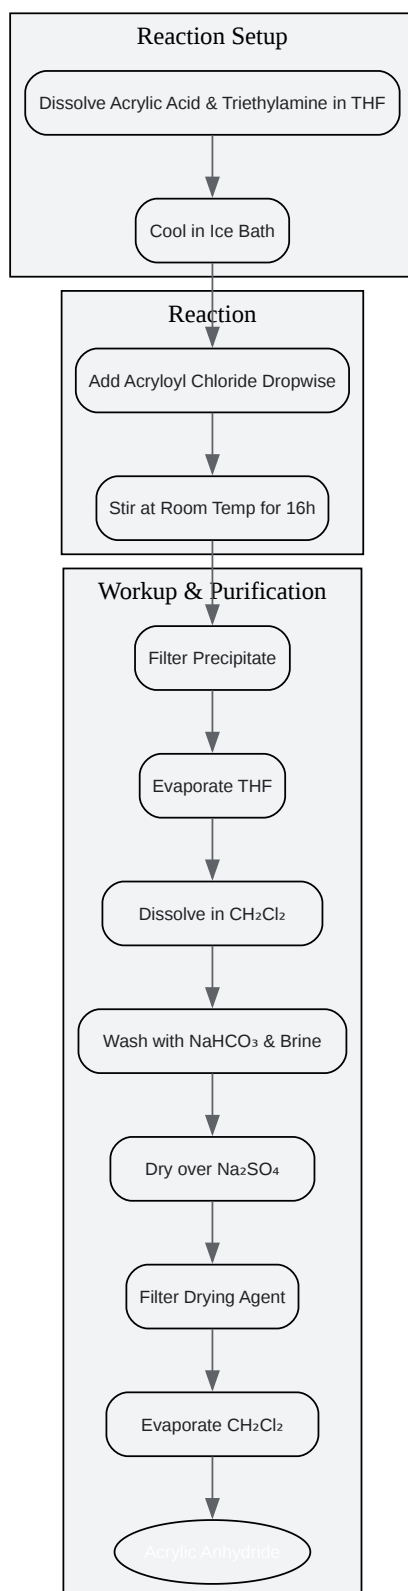 Reaction Setup
Dissolve Acrylic Acid & Triethylamine in THF
Cool in Ice Bath
Reaction
Add Acryloyl Chloride Dropwise
Stir at Room Temp for 16h
Workup & Purification
Filter Precipitate
Evaporate THF
Dissolve in CH₂Cl₂
Wash with NaHCO₃ & Brine
Dry over Na₂SO₄
Filter Drying Agent
Evaporate CH₂Cl₂
Acrylic Anhydride